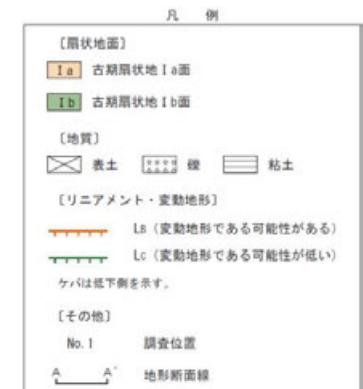 凡 例
〔扇状地面〕
Ⅰa 古期扇状地Ⅰa面
Ⅰb 古期扇状地Ⅰb面
〔地質〕
表土 礫 粘土
〔リニアメント・変動地形〕
LB（変動地形である可能性がある）
LC（変動地形である可能性が低い）
ケバは低下側を示す。
〔その他〕
No. 1 調査位置
A A´ 地形断面線